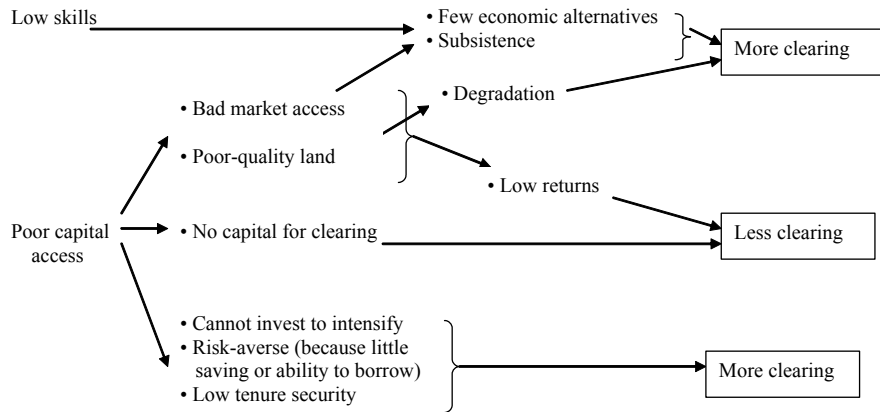 Low skills
• Few economic alternatives
• Subsistence
More clearing
• Bad market access
• Degradation
• Poor-quality land
• Low returns
Poor capital
access
• No capital for clearing
Less clearing
• Cannot invest to intensify
• Risk-averse (because little
saving or ability to borrow)
• Low tenure security
More clearing